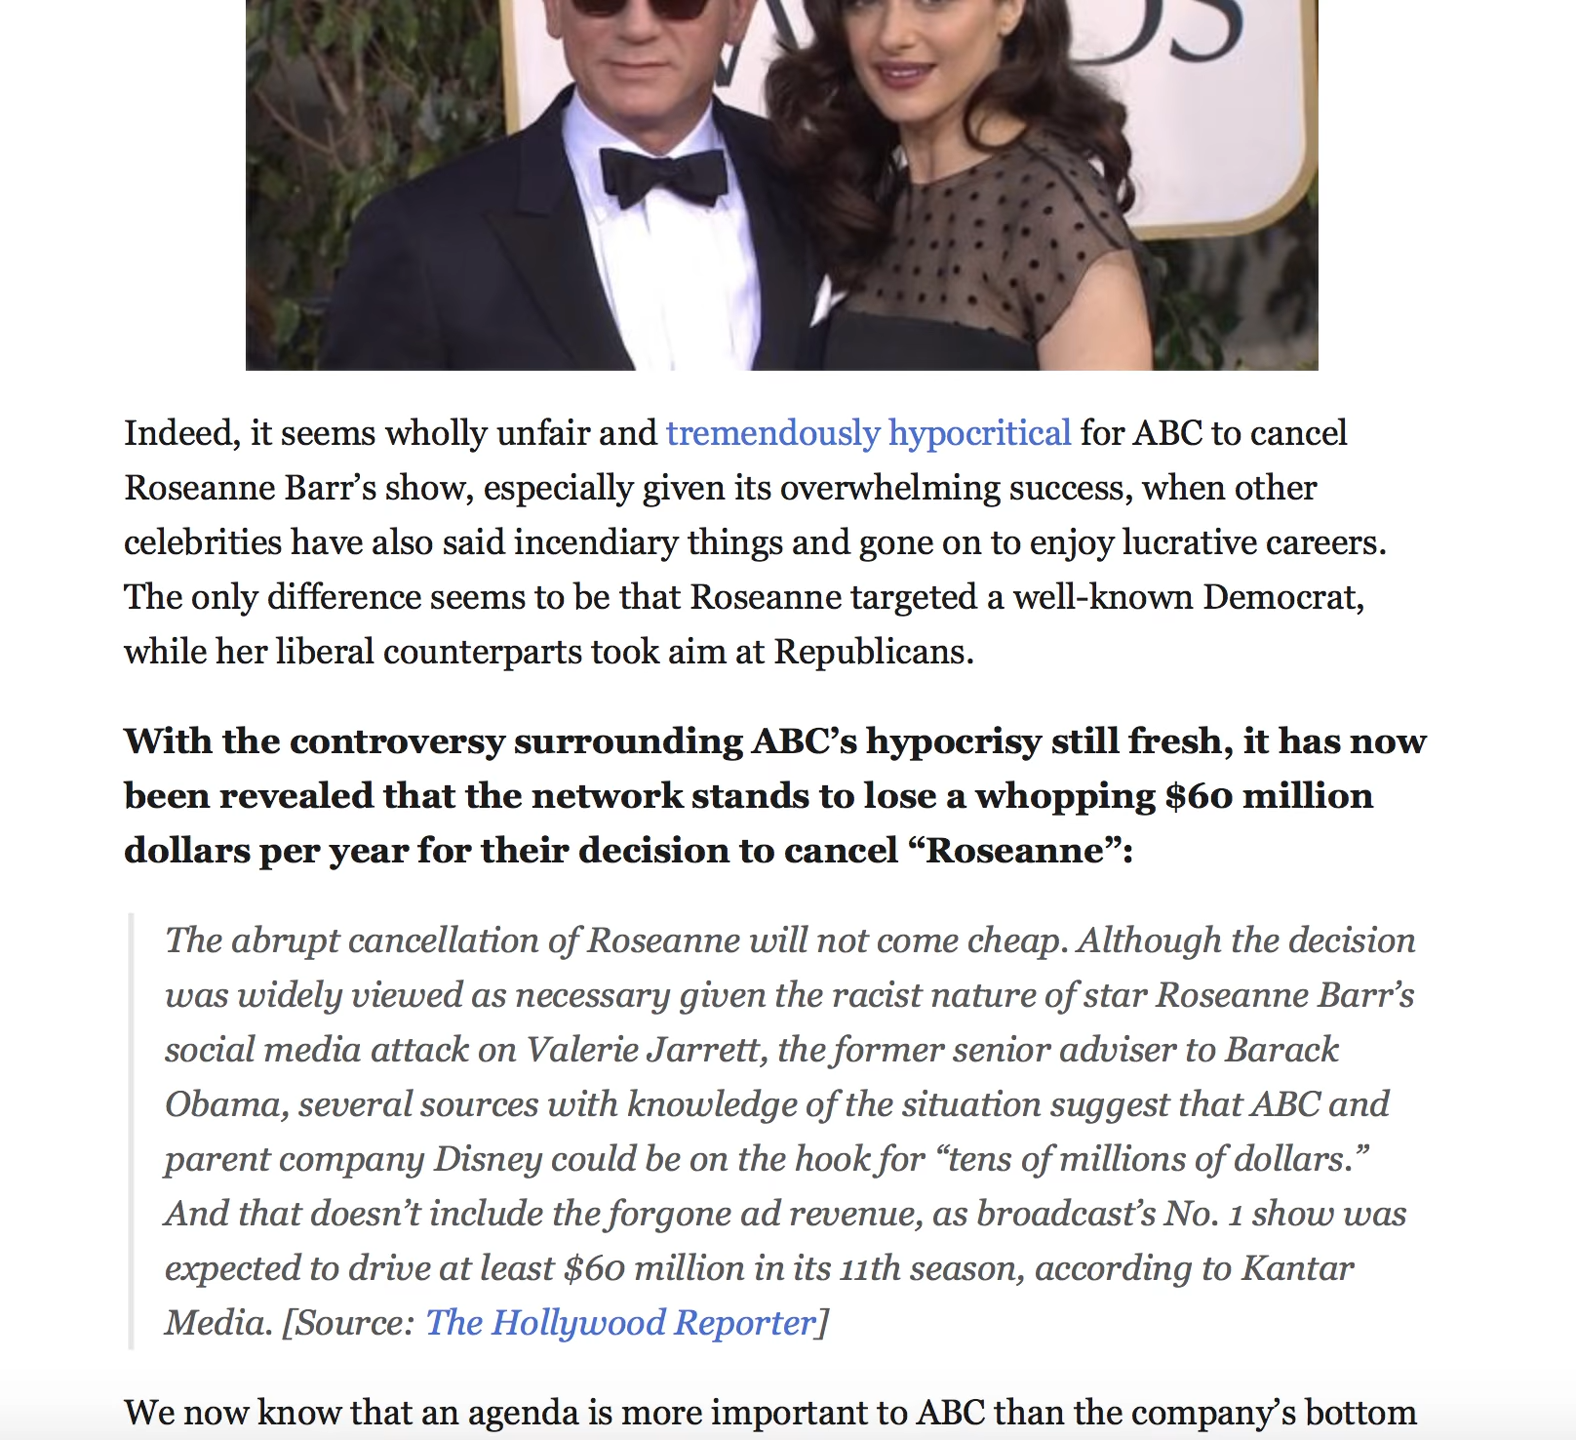 DS
Indeed, it seems wholly unfair and tremendously hypocritical for ABC to cancel
Roseanne Barr’s show, especially given its overwhelming success, when other
celebrities have also said incendiary things and gone on to enjoy lucrative careers.
The only difference seems to be that Roseanne targeted a well-known Democrat,
while her liberal counterparts took aim at Republicans.
With the controversy surrounding ABC’s hypocrisy still fresh, it has now
been revealed that the network stands to lose a whopping $60 million
dollars per year for their decision to cancel “Roseanne”:
The abrupt cancellation of Roseanne will not come cheap. Although the decision
was widely viewed as necessary given the racist nature of star Roseanne Barr’s
social media attack on Valerie Jarrett, the former senior adviser to Barack
Obama, several sources with knowledge of the situation suggest that ABC and
parent company Disney could be on the hook for “tens of millions of dollars.”
And that doesn’t include the forgone ad revenue, as broadcast’s No. 1 show was
expected to drive at least $60 million in its 11th season, according to Kantar
Media. [Source: The Hollywood Reporter]
We now know that an agenda is more important to ABC than the company’s bottom